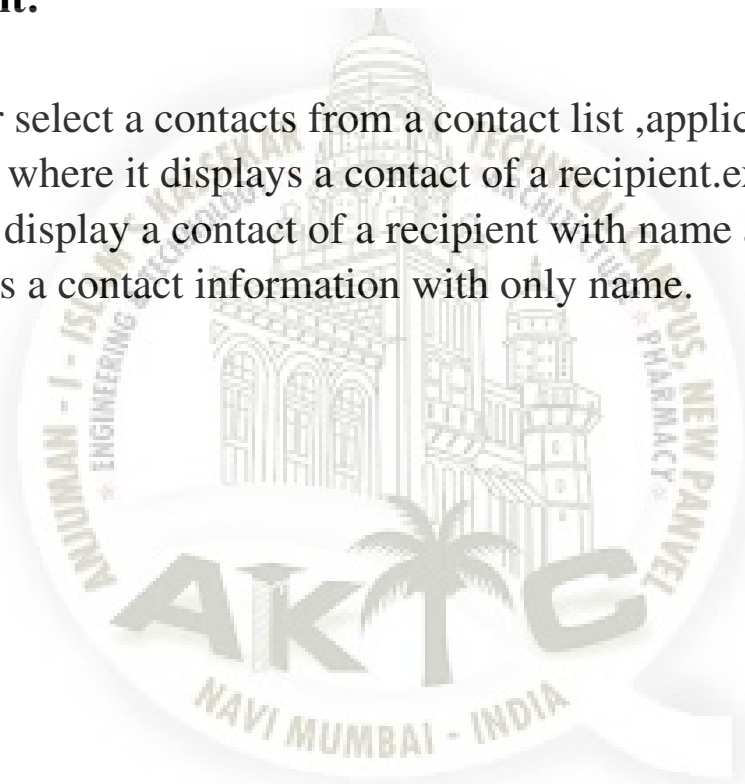 r select a contacts from a contact list ,applic
where it displays a contact of a recipient.ex
display a contact of a recipient with name
s a contact information with only name.
ANJUMAN - I - ISLAM'S KALSEKAR TECHNICAL CAMPUS, NEW PANVEL
ENGINEERING
PHARMACY
AKTC
NAVI MUMBAI - INDIA